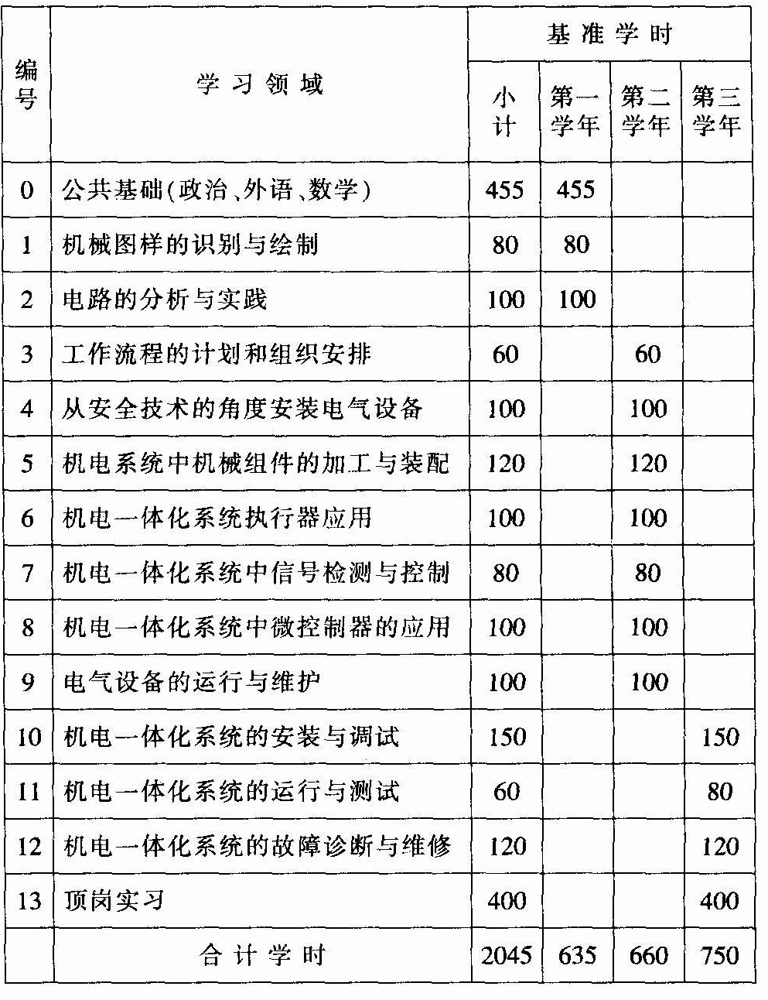 编号 学习领域 基准学时
小计 第一学年 第二学年 第三学年
0 公共基础(政治、外语、数学) 455 455
1 机械图样的识别与绘制 80 80
2 电路的分析与实践 100 100
3 工作流程的计划和组织安排 60 60
4 从安全技术的角度安装电气设备 100 100
5 机电系统中机械组件的加工与装配 120 120
6 机电一体化系统执行器应用 100 100
7 机电一体化系统中信号检测与控制 80 80
8 机电一体化系统中微控制器的应用 100 100
9 电气设备的运行与维护 100 100
10 机电一体化系统的安装与调试 150 150
11 机电一体化系统的运行与测试 60 80
12 机电一体化系统的故障诊断与维修 120 120
13 顶岗实习 400 400
合计学时 2045 635 660 750